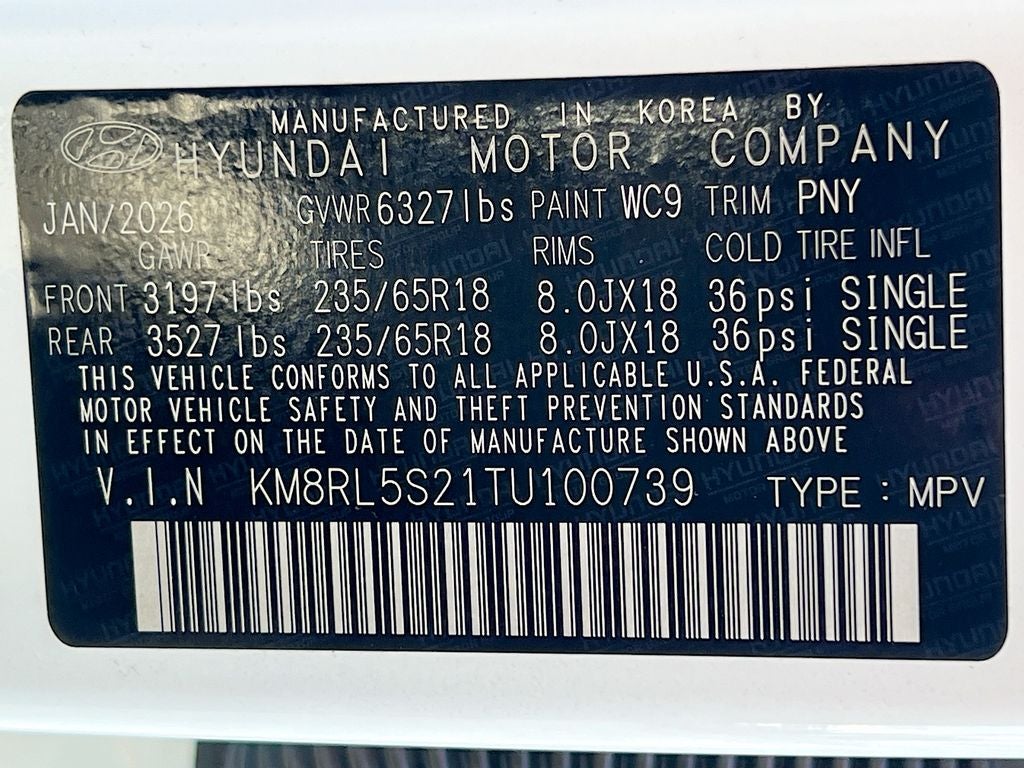 MANUFACTURED IN KOREA BY
HYUNDAI MOTOR COMPANY
JAN/2026 GVWR 6327lbs PAINT WC9 TRIM PNY
GAWR TIRES RIMS COLD TIRE INFL
FRONT 3197lbs 235/65R18 8.0JX18 36psi SINGLE
REAR 3527lbs 235/65R18 8.0JX18 36psi SINGLE
THIS VEHICLE CONFORMS TO ALL APPLICABLE U.S.A. FEDERAL
MOTOR VEHICLE SAFETY AND THEFT PREVENTION STANDARDS
IN EFFECT ON THE DATE OF MANUFACTURE SHOWN ABOVE
V.I.N KM8RL5S21TU100739 TYPE : MPV